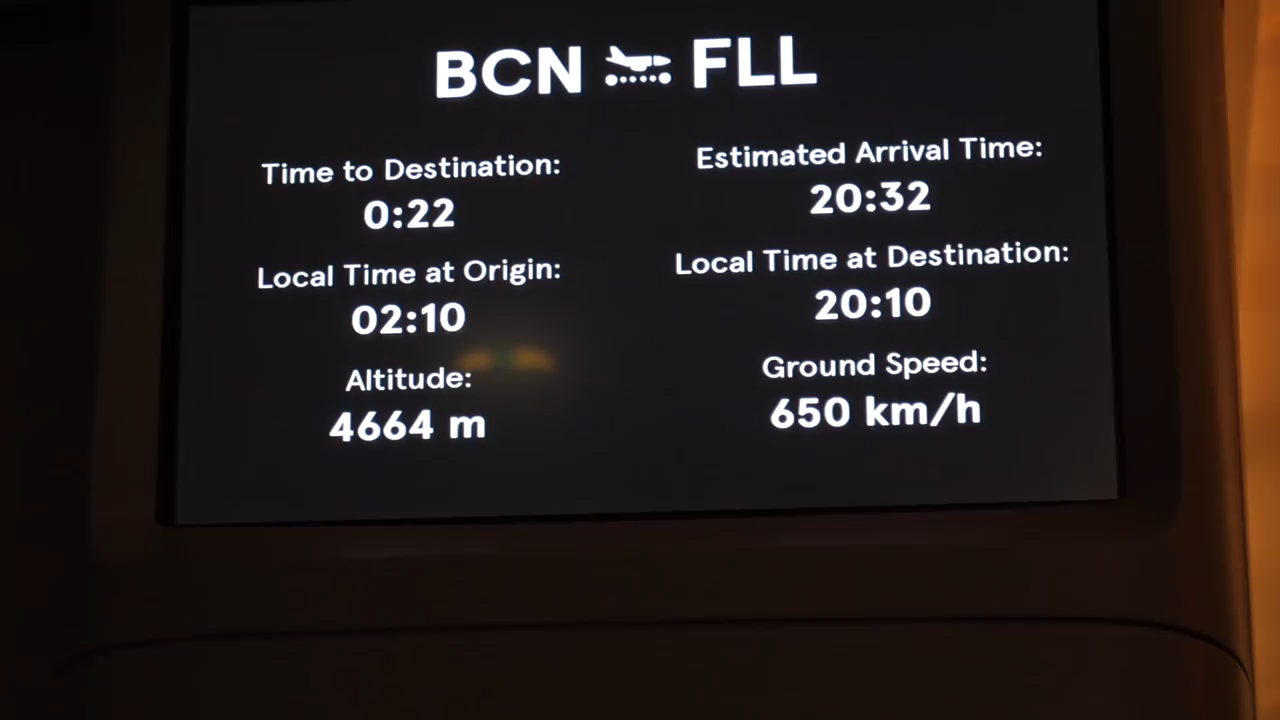 BCN FLL
Time to Destination:
0:22
Estimated Arrival Time:
20:32
Local Time at Origin:
02:10
Local Time at Destination:
20:10
Altitude:
4664 m
Ground Speed:
650 km/h